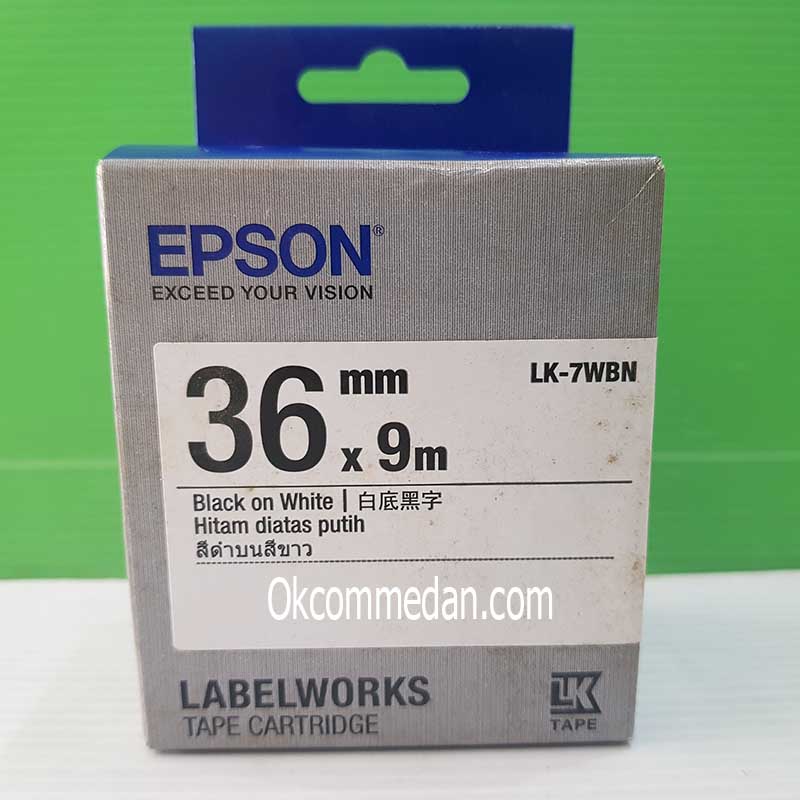 EPSON®
EXCEED YOUR VISION
36 mm x 9m
LK-7WBN
Black on White | 白底黑字
Hitam diatas putih
สีดำบนสีขาว
Okcommedan.com
LABELWORKS
TAPE CARTRIDGE
LK
TAPE